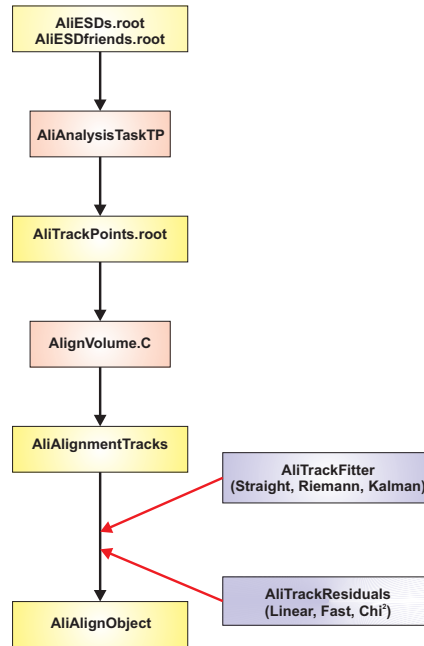 AliESDs.root
AliESDfriends.root
AliAnalysisTaskTP
AliTrackPoints.root
AlignVolume.C
AliAlignmentTracks
AliTrackFitter
(Straight, Riemann, Kalman)
AliTrackResiduals
(Linear, Fast, Chi²)
AliAlignObject